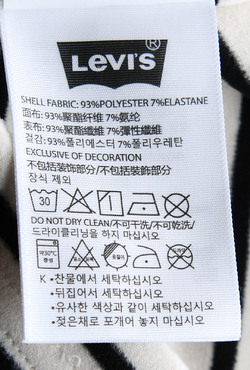 Levi's®
SHELL FABRIC: 93%POLYESTER 7%ELASTANE
面布: 93%聚酯纤维 7%氨纶
表布: 93%聚酯纖維 7%彈性纖維
겉감: 93%폴리에스터 7%폴리우레탄
EXCLUSIVE OF DECORATION
不包括装饰部分/不包括裝飾部分/
장식 제외
30
DO NOT DRY CLEAN/不可干洗/不可乾洗/
드라이클리닝을 하지 마십시오
약30℃
중성
K •찬물에서 세탁하십시오
•뒤집어서 세탁하십시오
•유사한 색상과 같이 세탁하십시오
•젖은채로 포개어 놓지 마십시오